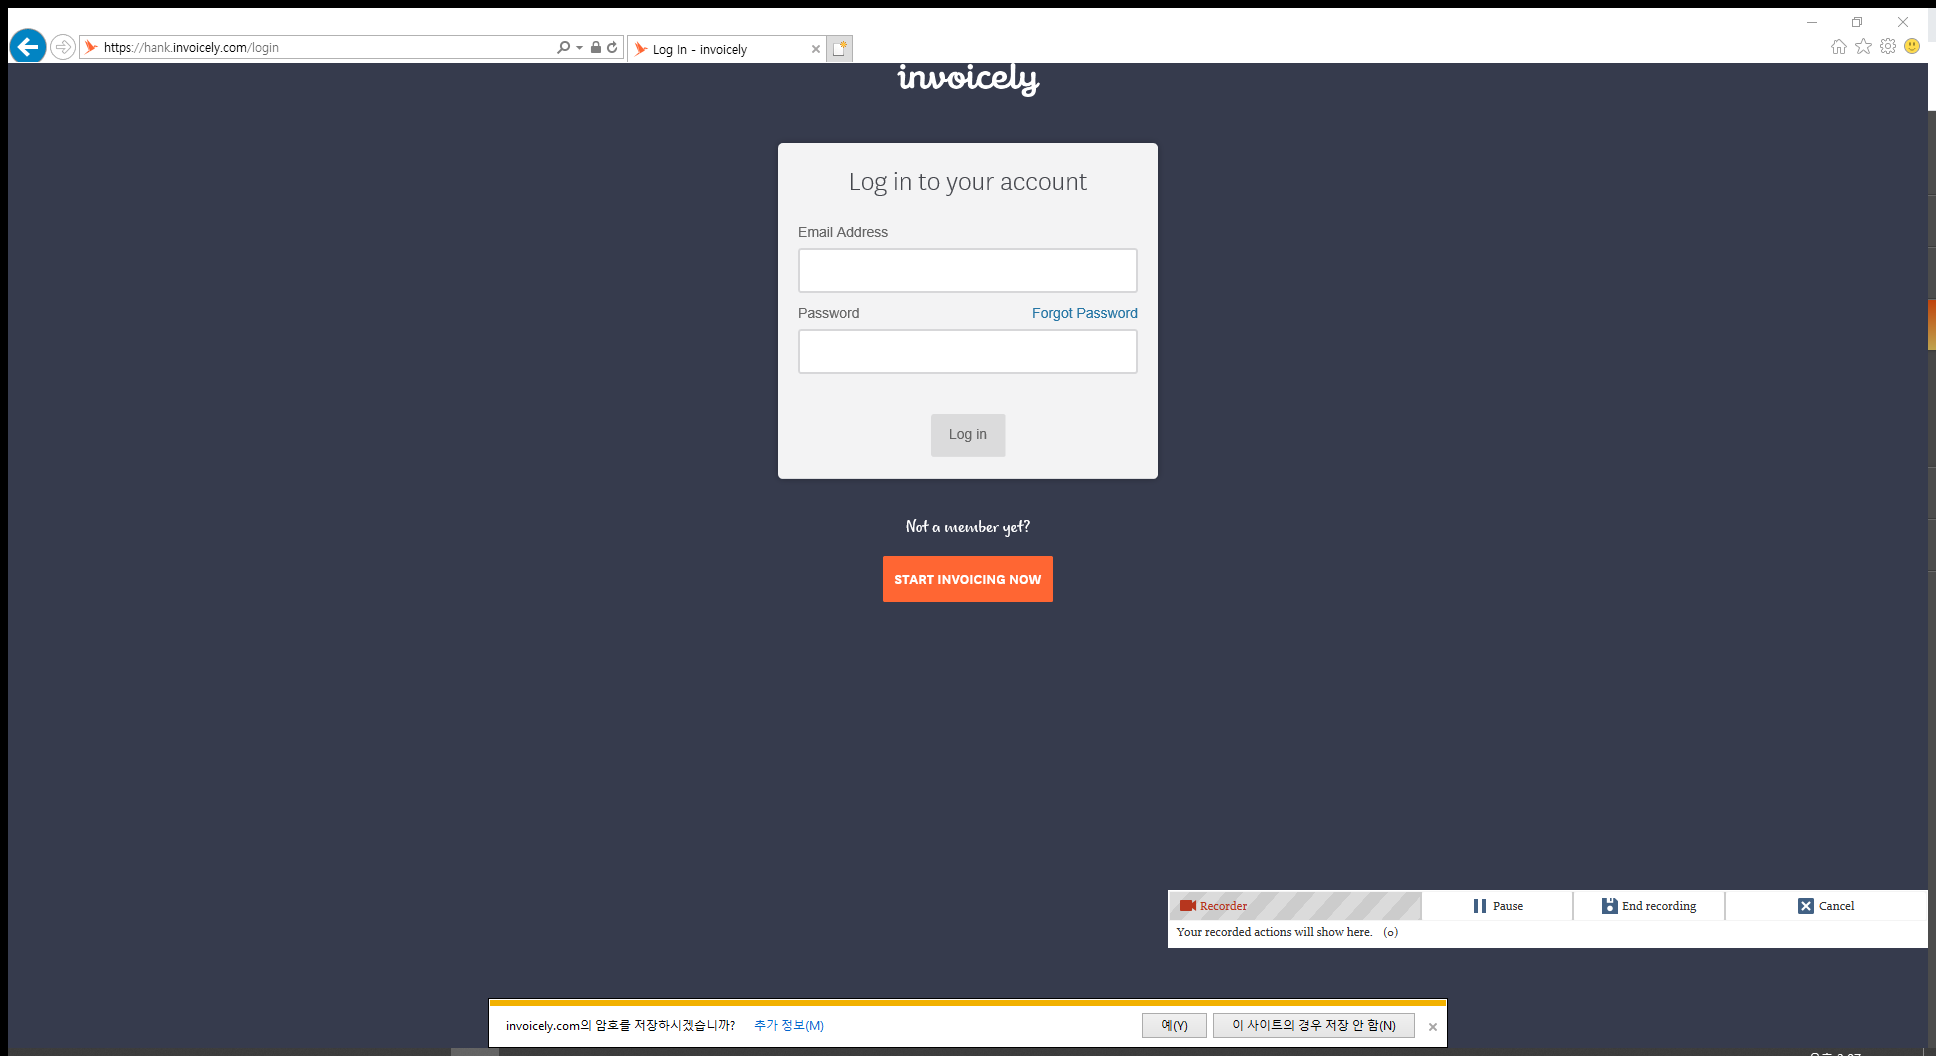 https://hank.invoicely.com/login
Log In - invoicely
invoicely
Log in to your account
Email Address
Password
Forgot Password
Log in
Not a member yet?
START INVOICING NOW
Recorder
Pause
End recording
Cancel
Your recorded actions will show here. (0)
invoicely.com의 암호를 저장하시겠습니까?
추가 정보(M)
예(Y)
이 사이트의 경우 저장 안 함(N)